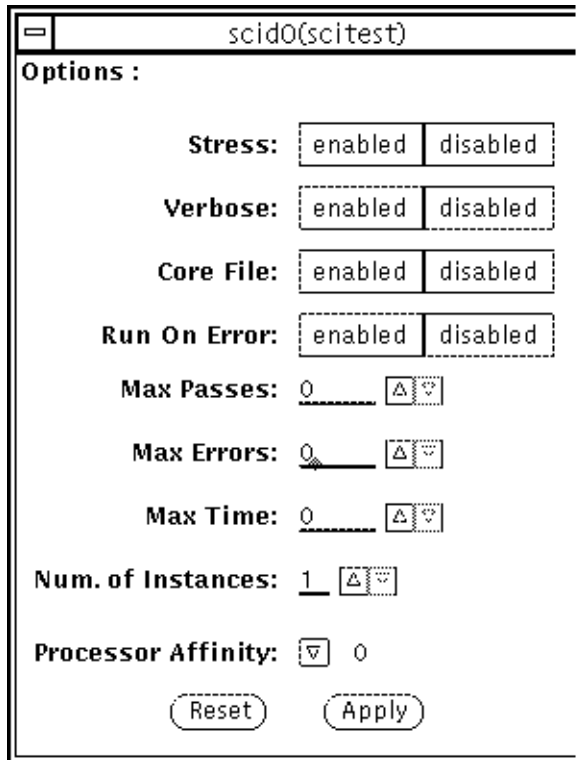 scid0(scitest)
Options :
Stress: enabled disabled
Verbose: enabled disabled
Core File: enabled disabled
Run On Error: enabled disabled
Max Passes: 0
Max Errors: 0
Max Time: 0
Num. of Instances: 1
Processor Affinity: 0
Reset Apply